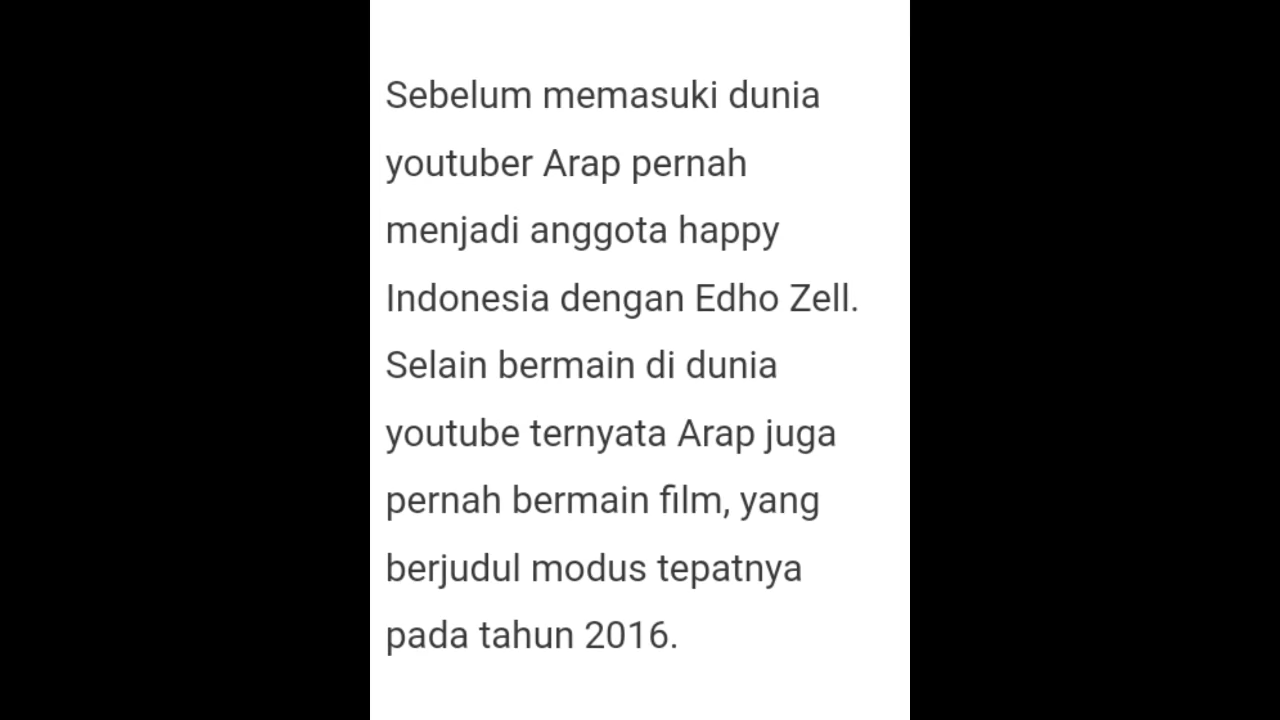 Sebelum memasuki dunia
youtuber Arap pernah
menjadi anggota happy
Indonesia dengan Edho Zell.
Selain bermain di dunia
youtube ternyata Arap juga
pernah bermain film, yang
berjudul modus tepatnya
pada tahun 2016.